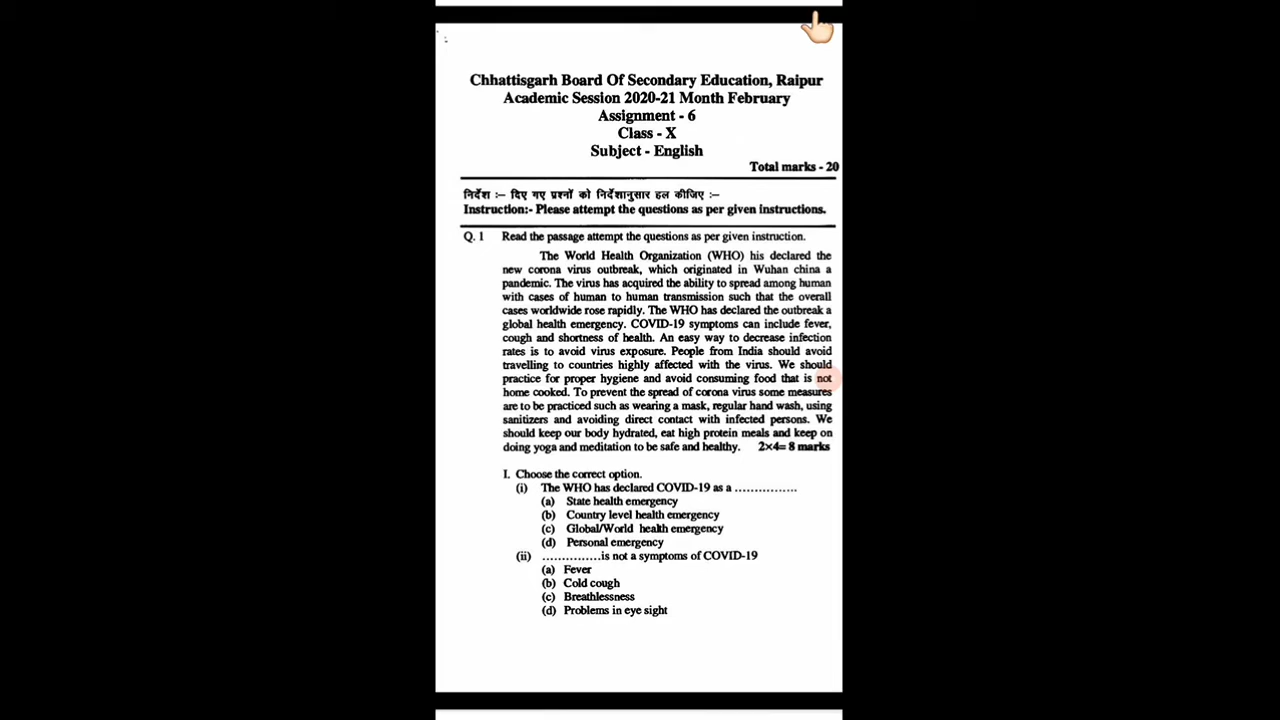 Chhattisgarh Board Of Secondary Education, Raipur
Academic Session 2020-21 Month February
Assignment - 6
Class - X
Subject - English
Total marks - 20
निर्देश :– दिए गए प्रश्नों को निर्देशानुसार हल कीजिए :–
Instruction:- Please attempt the questions as per given instructions.
Q. 1 Read the passage attempt the questions as per given instruction.
The World Health Organization (WHO) his declared the
new corona virus outbreak, which originated in Wuhan china a
pandemic. The virus has acquired the ability to spread among human
with cases of human to human transmission such that the overall
cases worldwide rose rapidly. The WHO has declared the outbreak a
global health emergency. COVID-19 symptoms can include fever,
cough and shortness of health. An easy way to decrease infection
rates is to avoid virus exposure. People from India should avoid
travelling to countries highly affected with the virus. We should
practice for proper hygiene and avoid consuming food that is not
home cooked. To prevent the spread of corona virus some measures
are to be practiced such as wearing a mask, regular hand wash, using
sanitizers and avoiding direct contact with infected persons. We
should keep our body hydrated, eat high protein meals and keep on
doing yoga and meditation to be safe and healthy. 2×4= 8 marks
I. Choose the correct option.
(i) The WHO has declared COVID-19 as a ................
(a) State health emergency
(b) Country level health emergency
(c) Global/World health emergency
(d) Personal emergency
(ii) ...............is not a symptoms of COVID-19
(a) Fever
(b) Cold cough
(c) Breathlessness
(d) Problems in eye sight